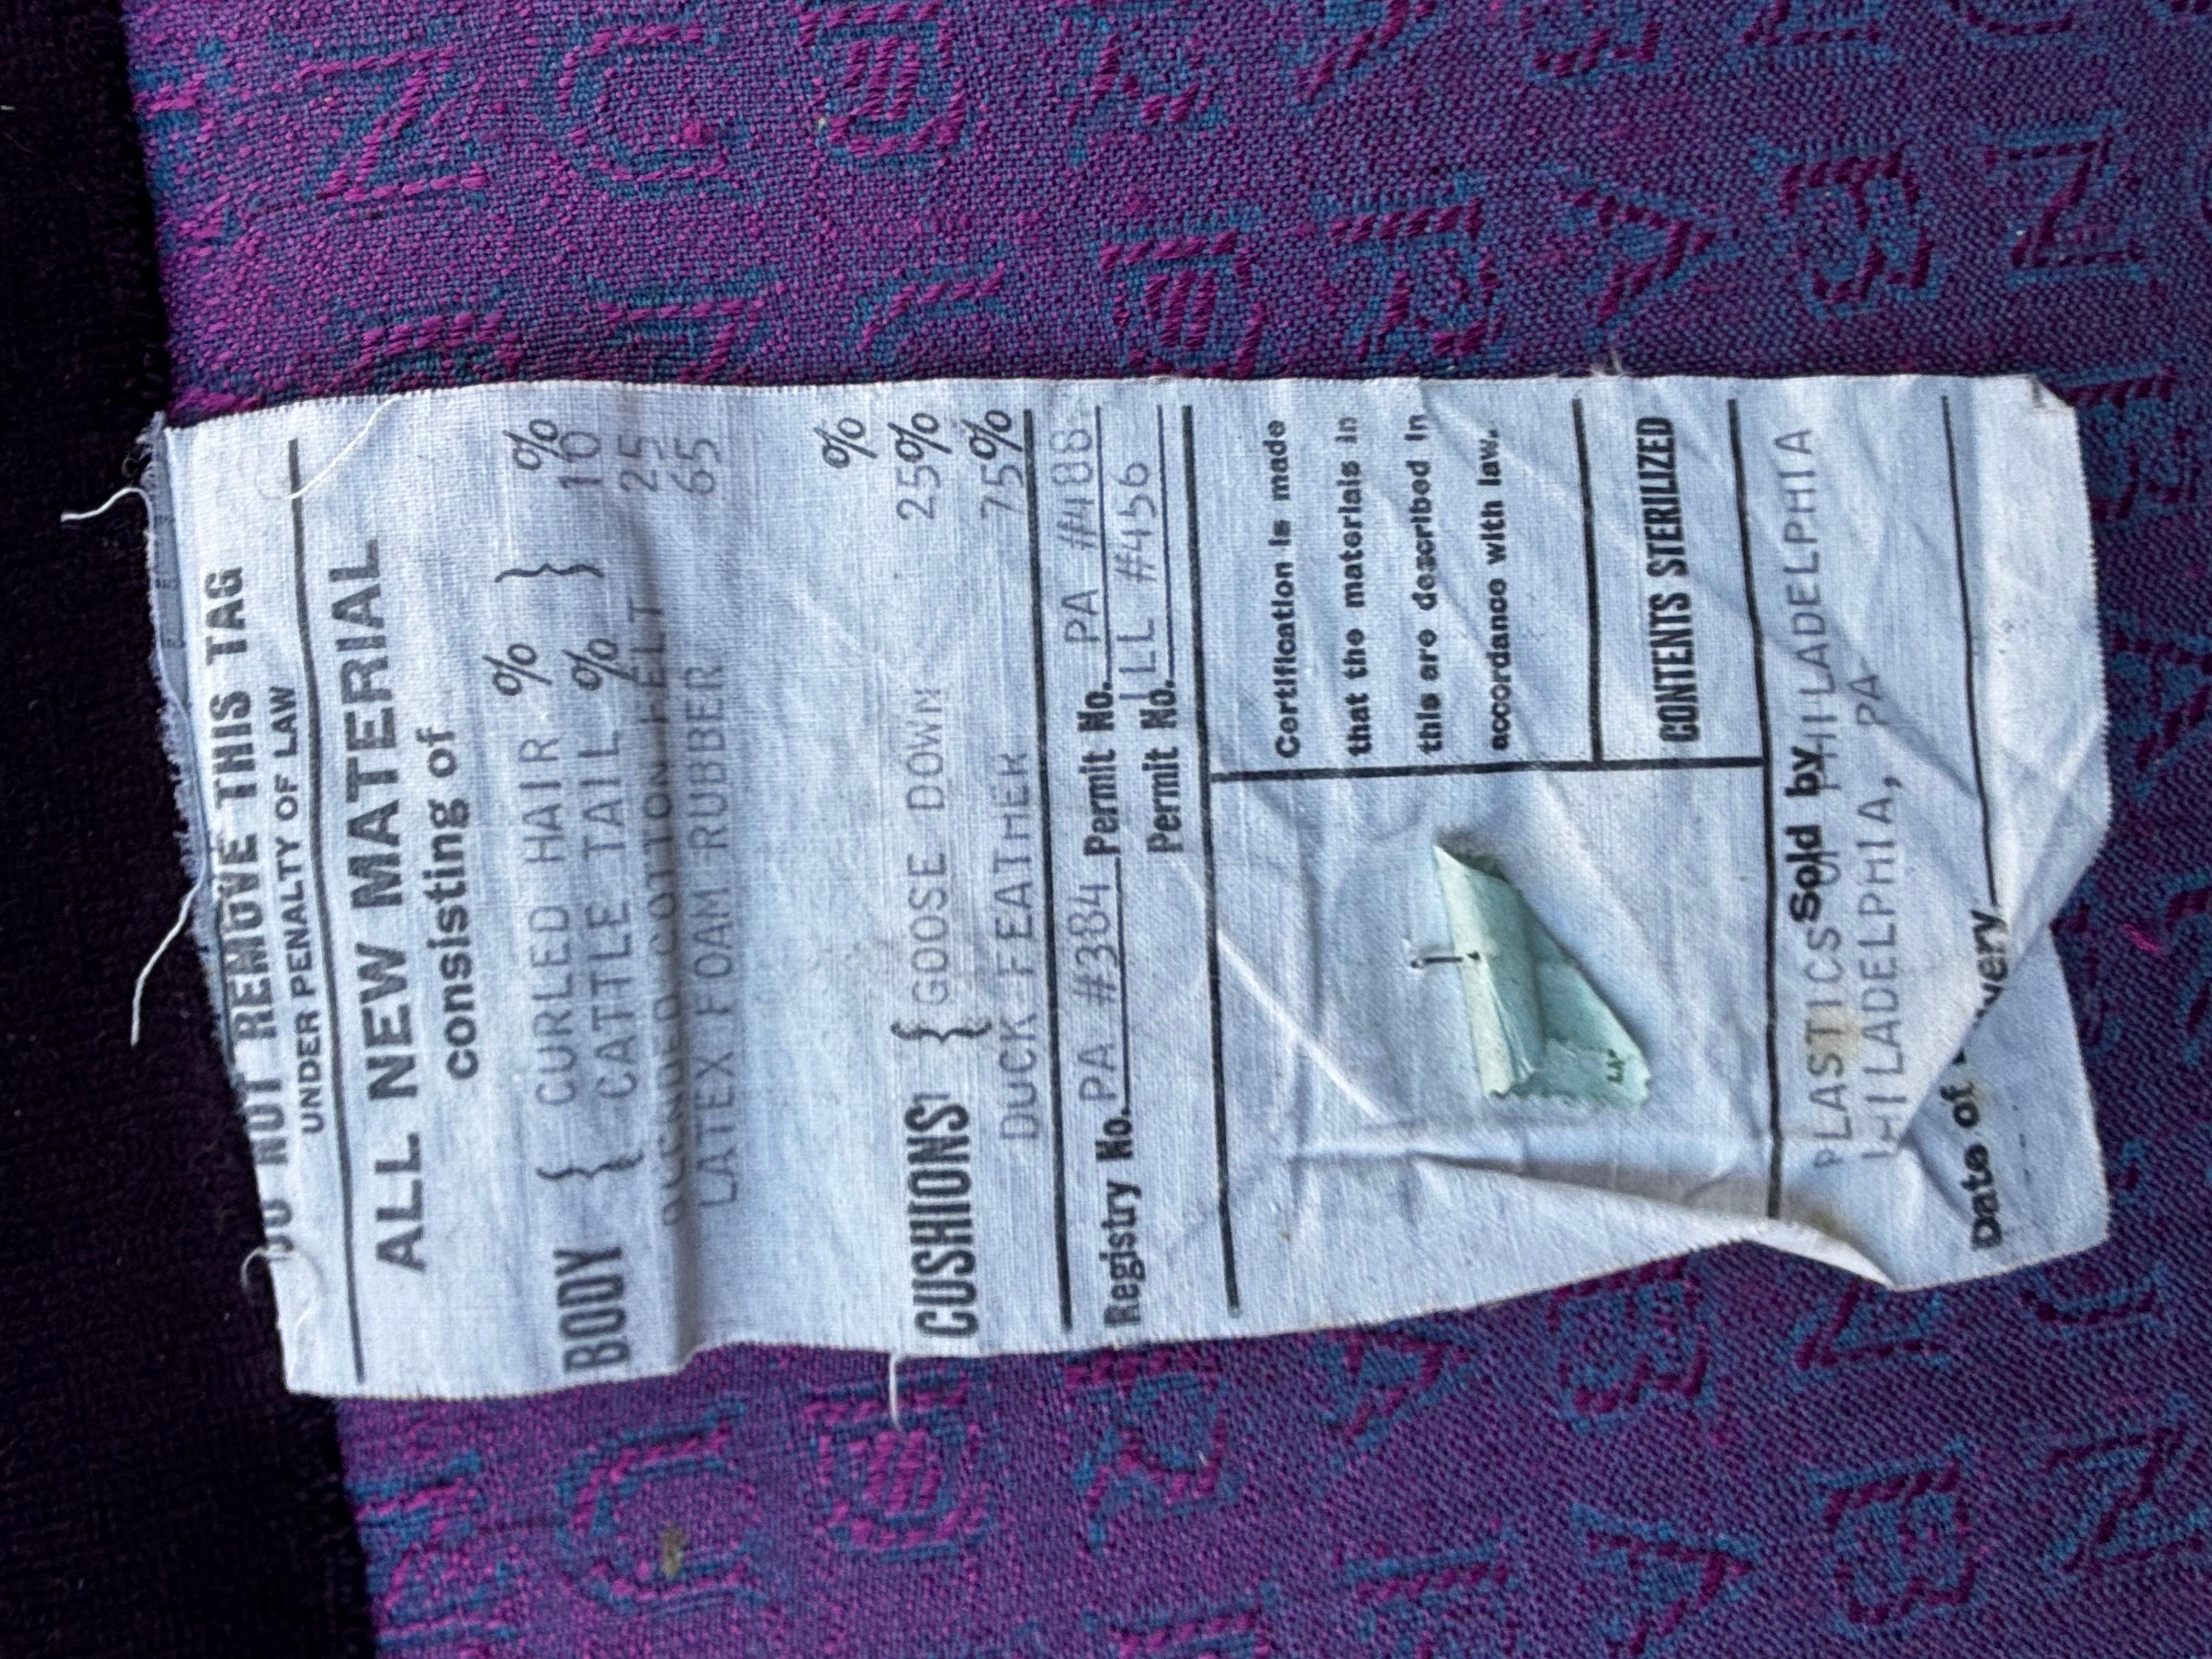 DO NOT REMOVE THIS TAG
UNDER PENALTY OF LAW
ALL NEW MATERIAL
consisting of
% %
BODY { CURLED HAIR } 10
{ CATTLE TAIL % } 25
COTTON FELT 65
LATEX FOAM RUBBER
%
CUSHIONS { GOOSE DOWN 25%
DUCK FEATHER 75%
Registry No. PA #384 Permit No. PA #488
Permit No. ILL #456
Certification is made
that the materials in
this are described in
accordance with law.
CONTENTS STERILIZED
Sold by
PLASTICS OF PHILADELPHIA
PHILADELPHIA, PA
Date of